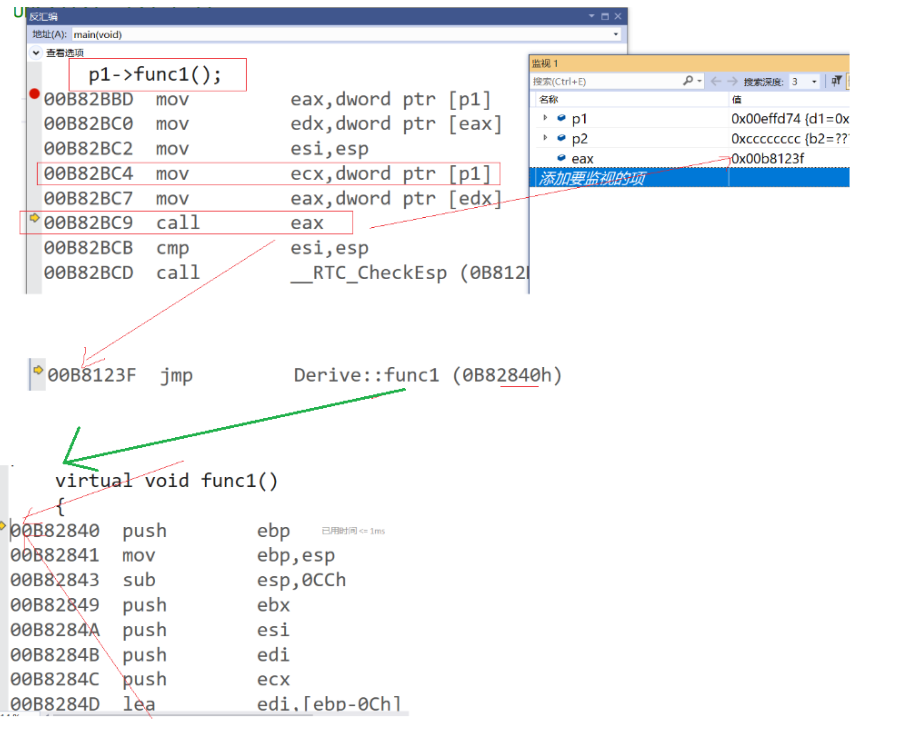 反汇编
地址(A): main(void)
查看选项
p1->func1();
00B82BBD mov eax,dword ptr [p1]
00B82BC0 mov edx,dword ptr [eax]
00B82BC2 mov esi,esp
00B82BC4 mov ecx,dword ptr [p1]
00B82BC7 mov eax,dword ptr [edx]
00B82BC9 call eax
00B82BCB cmp esi,esp
00B82BCD call __RTC_CheckEsp (0B812
监视 1
搜索(Ctrl+E) 搜索深度: 3
名称 值
p1 0x00effd74 {d1=0x
p2 0xcccccccc {b2=??
eax 0x00b8123f
添加要监视的项
00B8123F jmp Derive::func1 (0B82840h)
virtual void func1()
{
00B82840 push ebp 已用时间 <= 1ms
00B82841 mov ebp,esp
00B82843 sub esp,0CCh
00B82849 push ebx
00B8284A push esi
00B8284B push edi
00B8284C push ecx
00B8284D lea edi,[ebp-0Ch]